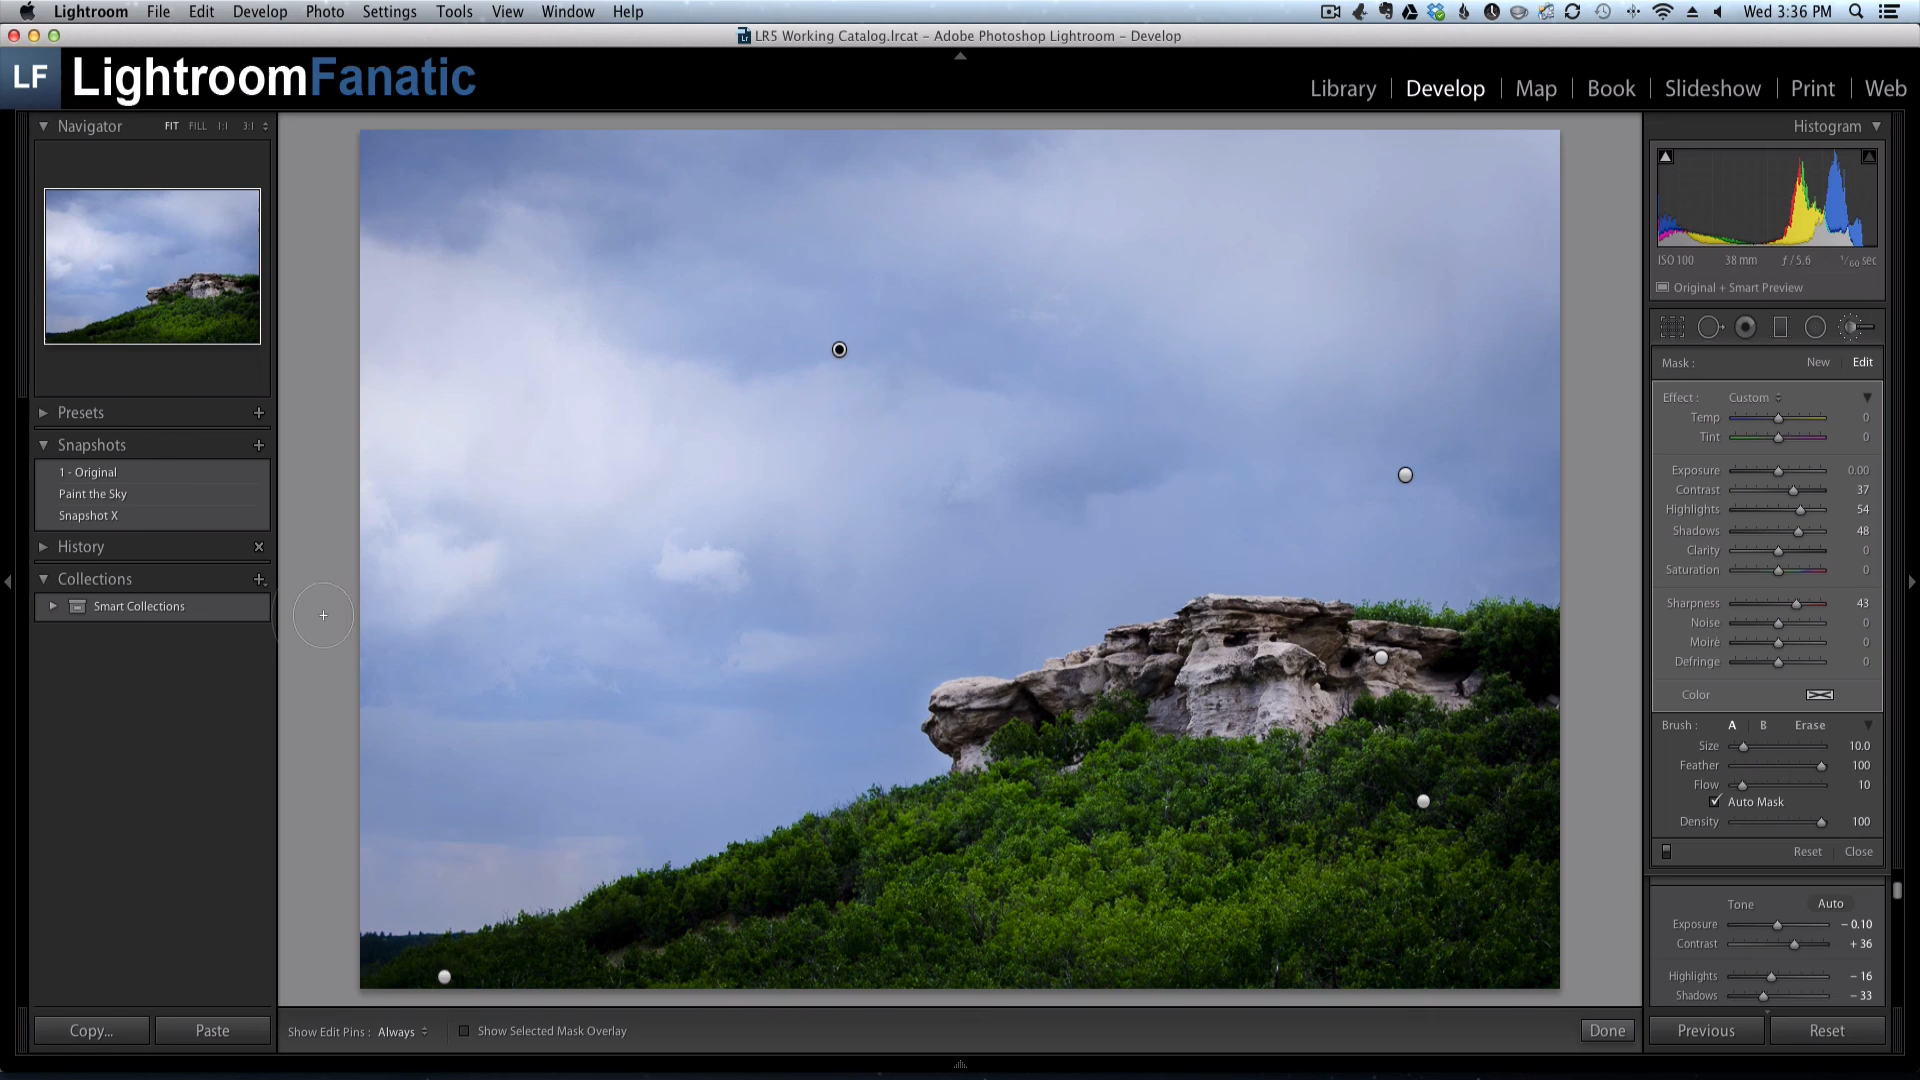 Lightroom File Edit Develop Photo Settings Tools View Window Help Wed 3:36 PM
LR5 Working Catalog.lrcat – Adobe Photoshop Lightroom – Develop
LF LightroomFanatic
Library Develop Map Book Slideshow Print Web
Navigator FIT FILL 1:1 3:1
Presets
Snapshots
1 - Original
Paint the Sky
Snapshot X
History
Collections
Smart Collections
Copy... Paste
Show Edit Pins : Always Show Selected Mask Overlay Done
Histogram
ISO 100 38 mm ƒ / 5.6 1/60 sec
Original + Smart Preview
Mask : New Edit
Effect : Custom
Temp 0
Tint 0
Exposure 0.00
Contrast 37
Highlights 54
Shadows 48
Clarity 0
Saturation 0
Sharpness 43
Noise 0
Moiré 0
Defringe 0
Color
Brush : A B Erase
Size 10.0
Feather 100
Flow 10
Auto Mask
Density 100
Reset Close
Tone Auto
Exposure – 0.10
Contrast + 36
Highlights – 16
Shadows – 33
Previous Reset